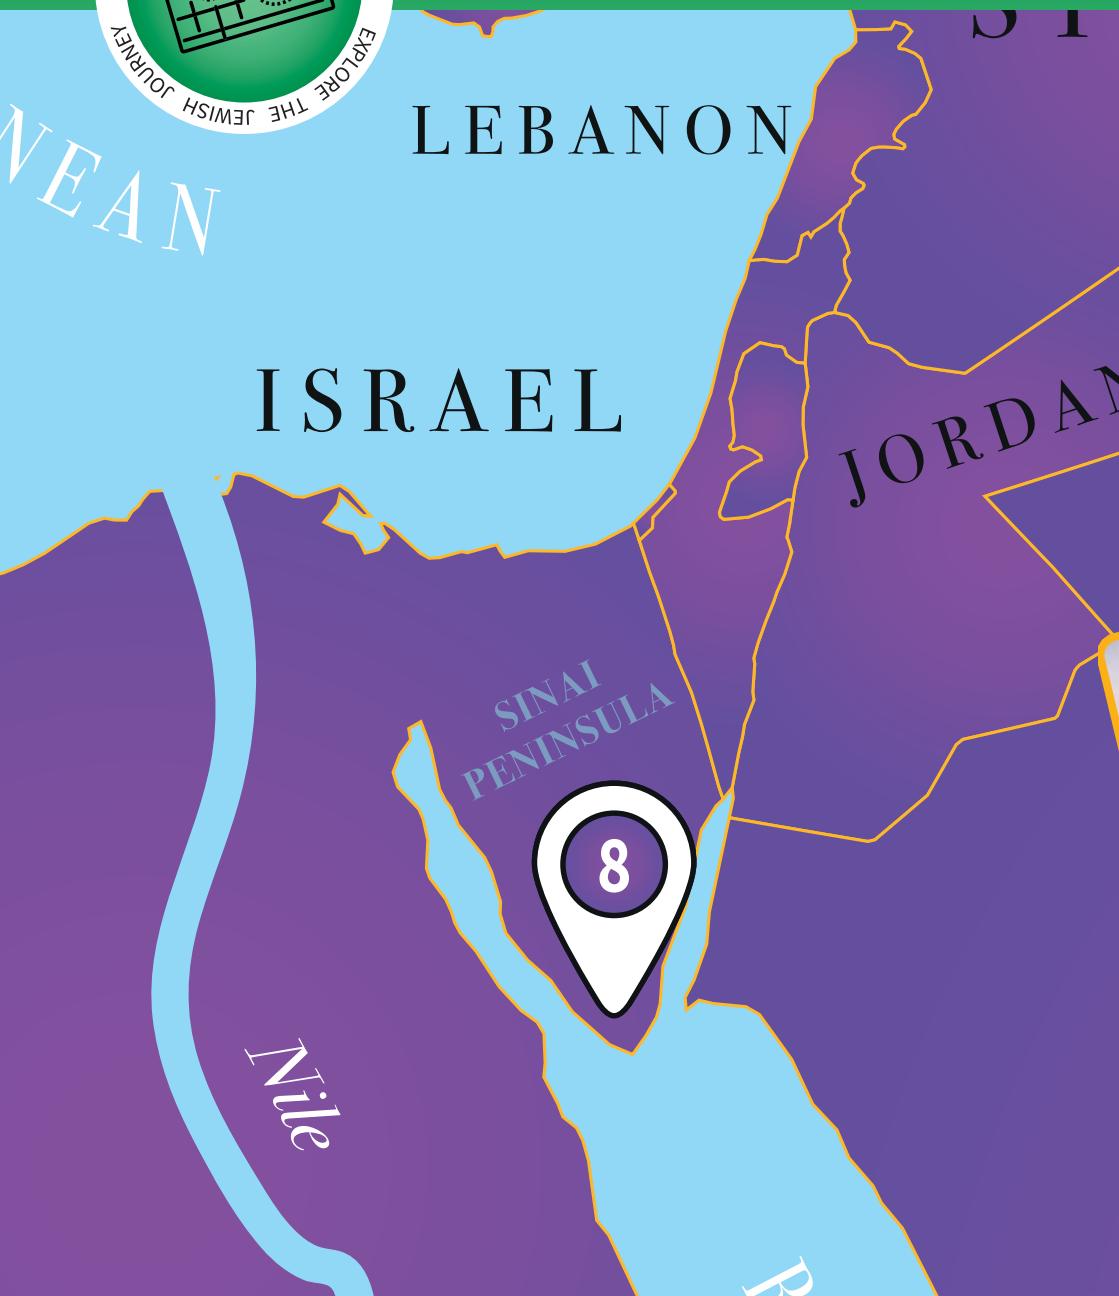 EXPLORE THE JEWISH JOURNEY
LEBANON
NEAN
ISRAEL
JORDAN
SINAI
PENINSULA
8
Nile
R